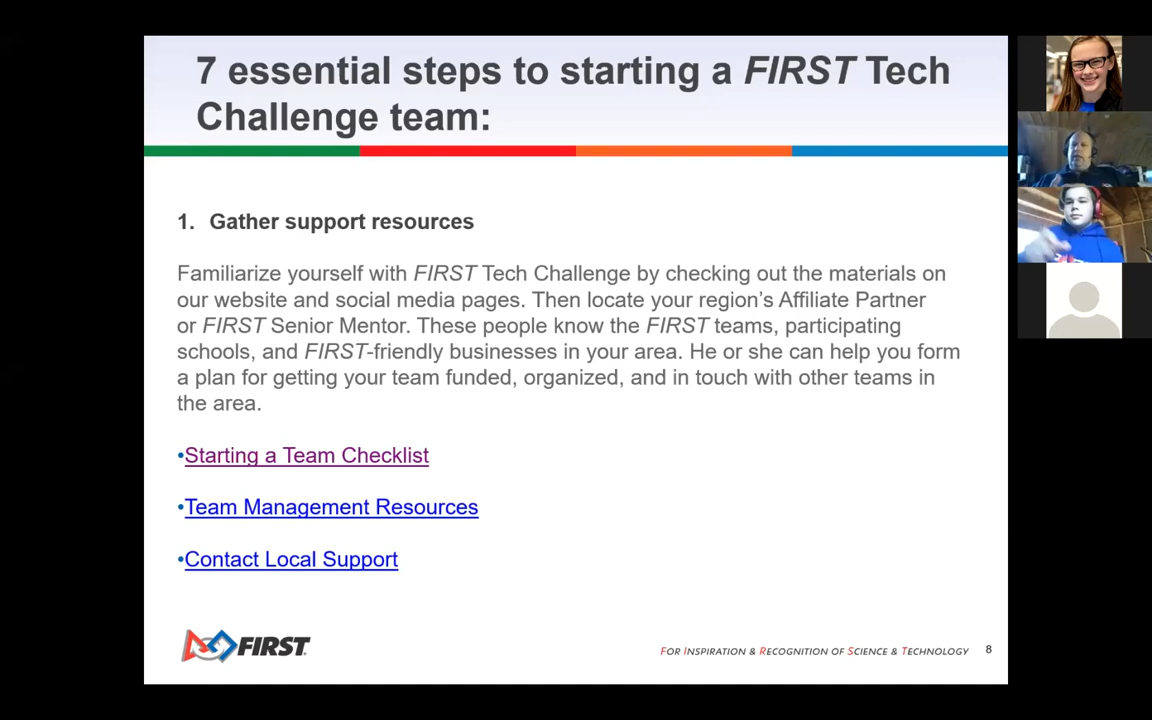 7 essential steps to starting a FIRST Tech
Challenge team:
1. Gather support resources
Familiarize yourself with FIRST Tech Challenge by checking out the materials on
our website and social media pages. Then locate your region’s Affiliate Partner
or FIRST Senior Mentor. These people know the FIRST teams, participating
schools, and FIRST-friendly businesses in your area. He or she can help you form
a plan for getting your team funded, organized, and in touch with other teams in
the area.
•Starting a Team Checklist
•Team Management Resources
•Contact Local Support
FIRST
FOR INSPIRATION & RECOGNITION OF SCIENCE & TECHNOLOGY 8